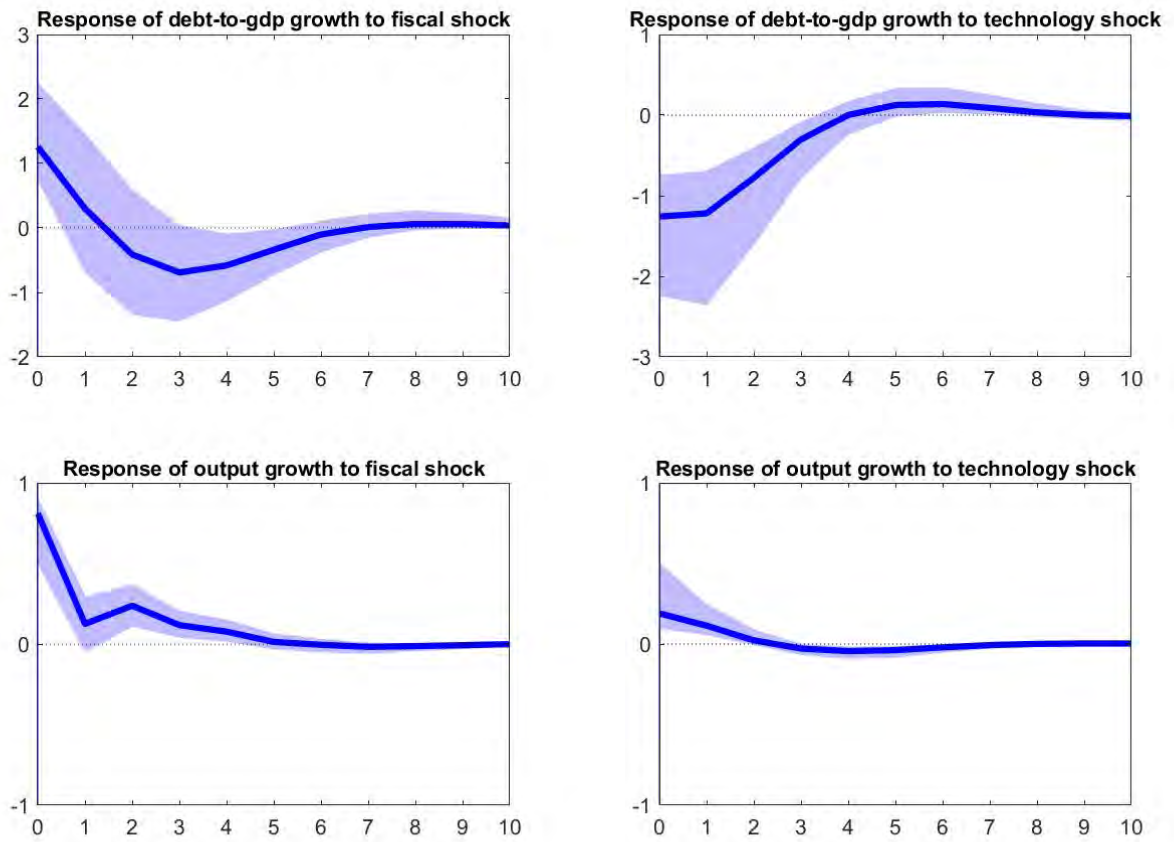 Response of debt-to-gdp growth to fiscal shock
3
2
1
0
-1
-2
0 1 2 3 4 5 6 7 8 9 10
Response of debt-to-gdp growth to technology shock
1
0
-1
-2
-3
0 1 2 3 4 5 6 7 8 9 10
Response of output growth to fiscal shock
1
0
-1
0 1 2 3 4 5 6 7 8 9 10
Response of output growth to technology shock
1
0
-1
0 1 2 3 4 5 6 7 8 9 10